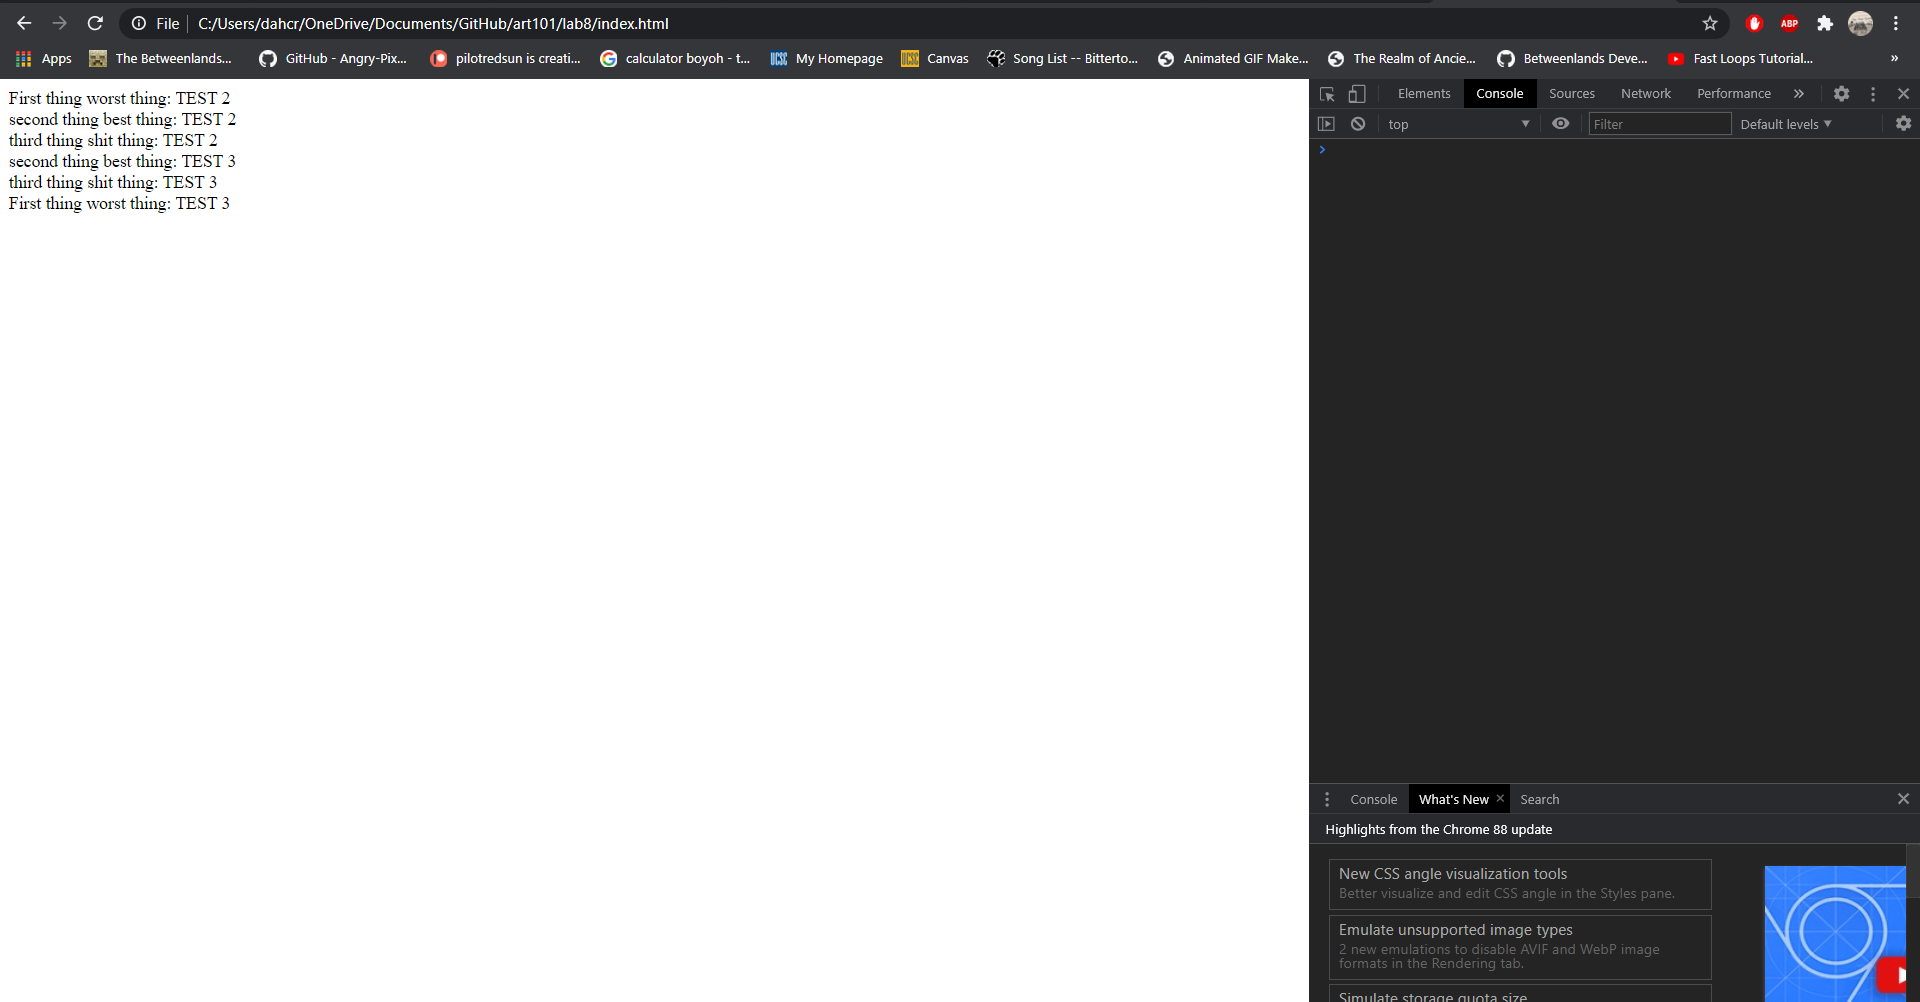 File C:/Users/dahcr/OneDrive/Documents/GitHub/art101/lab8/index.html ABP
Apps The Betweenlands... GitHub - Angry-Pix... pilotredsun is creati... calculator boyoh - t... UCSC My Homepage UCSC Canvas Song List -- Bitterto... Animated GIF Make... The Realm of Ancie... Betweenlands Deve... Fast Loops Tutorial... »
First thing worst thing: TEST 2
second thing best thing: TEST 2
third thing shit thing: TEST 2
second thing best thing: TEST 3
third thing shit thing: TEST 3
First thing worst thing: TEST 3
Elements Console Sources Network Performance »
top Filter Default levels
Console What's New Search
Highlights from the Chrome 88 update
New CSS angle visualization tools
Better visualize and edit CSS angle in the Styles pane.
Emulate unsupported image types
2 new emulations to disable AVIF and WebP image
formats in the Rendering tab.
Simulate storage quota size